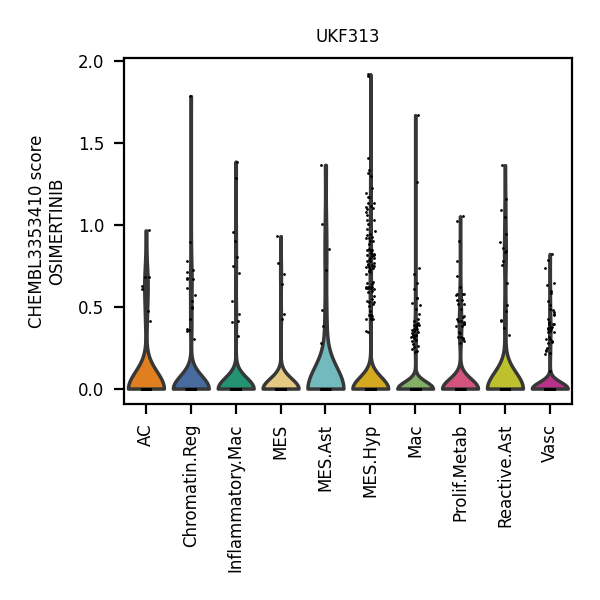 UKF313
CHEMBL3353410 score
OSIMERTINIB
2.0
1.5
1.0
0.5
0.0
AC
Chromatin.Reg
Inflammatory.Mac
MES
MES.Ast
MES.Hyp
Mac
Prolif.Metab
Reactive.Ast
Vasc